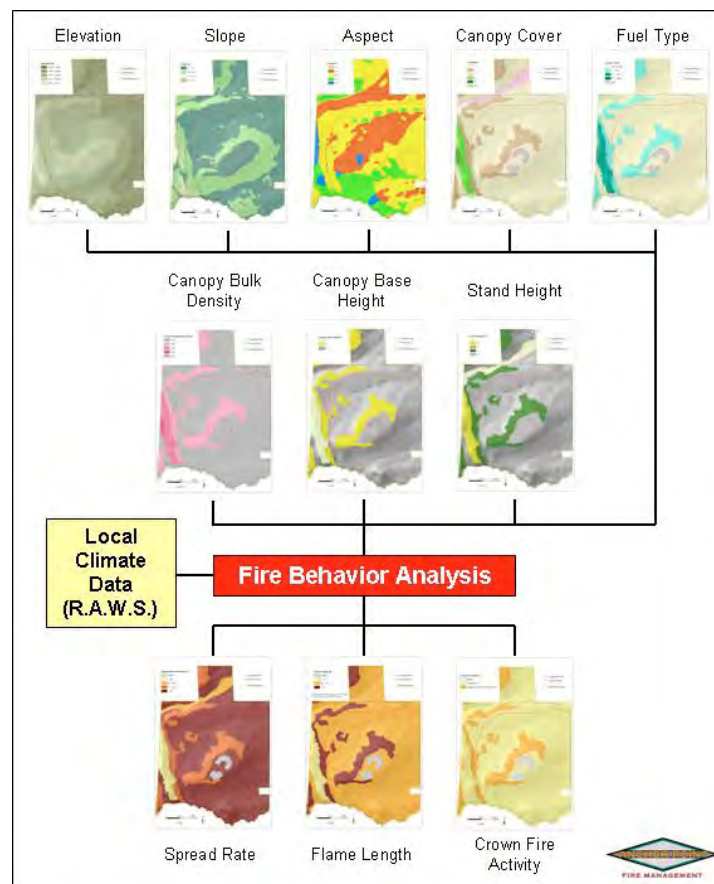 Elevation
Slope
Aspect
Canopy Cover
Fuel Type
Canopy Bulk
Density
Canopy Base
Height
Stand Height
Local
Climate
Data
(R.A.W.S.)
Fire Behavior Analysis
Spread Rate
Flame Length
Crown Fire
Activity
FIRE MANAGEMENT